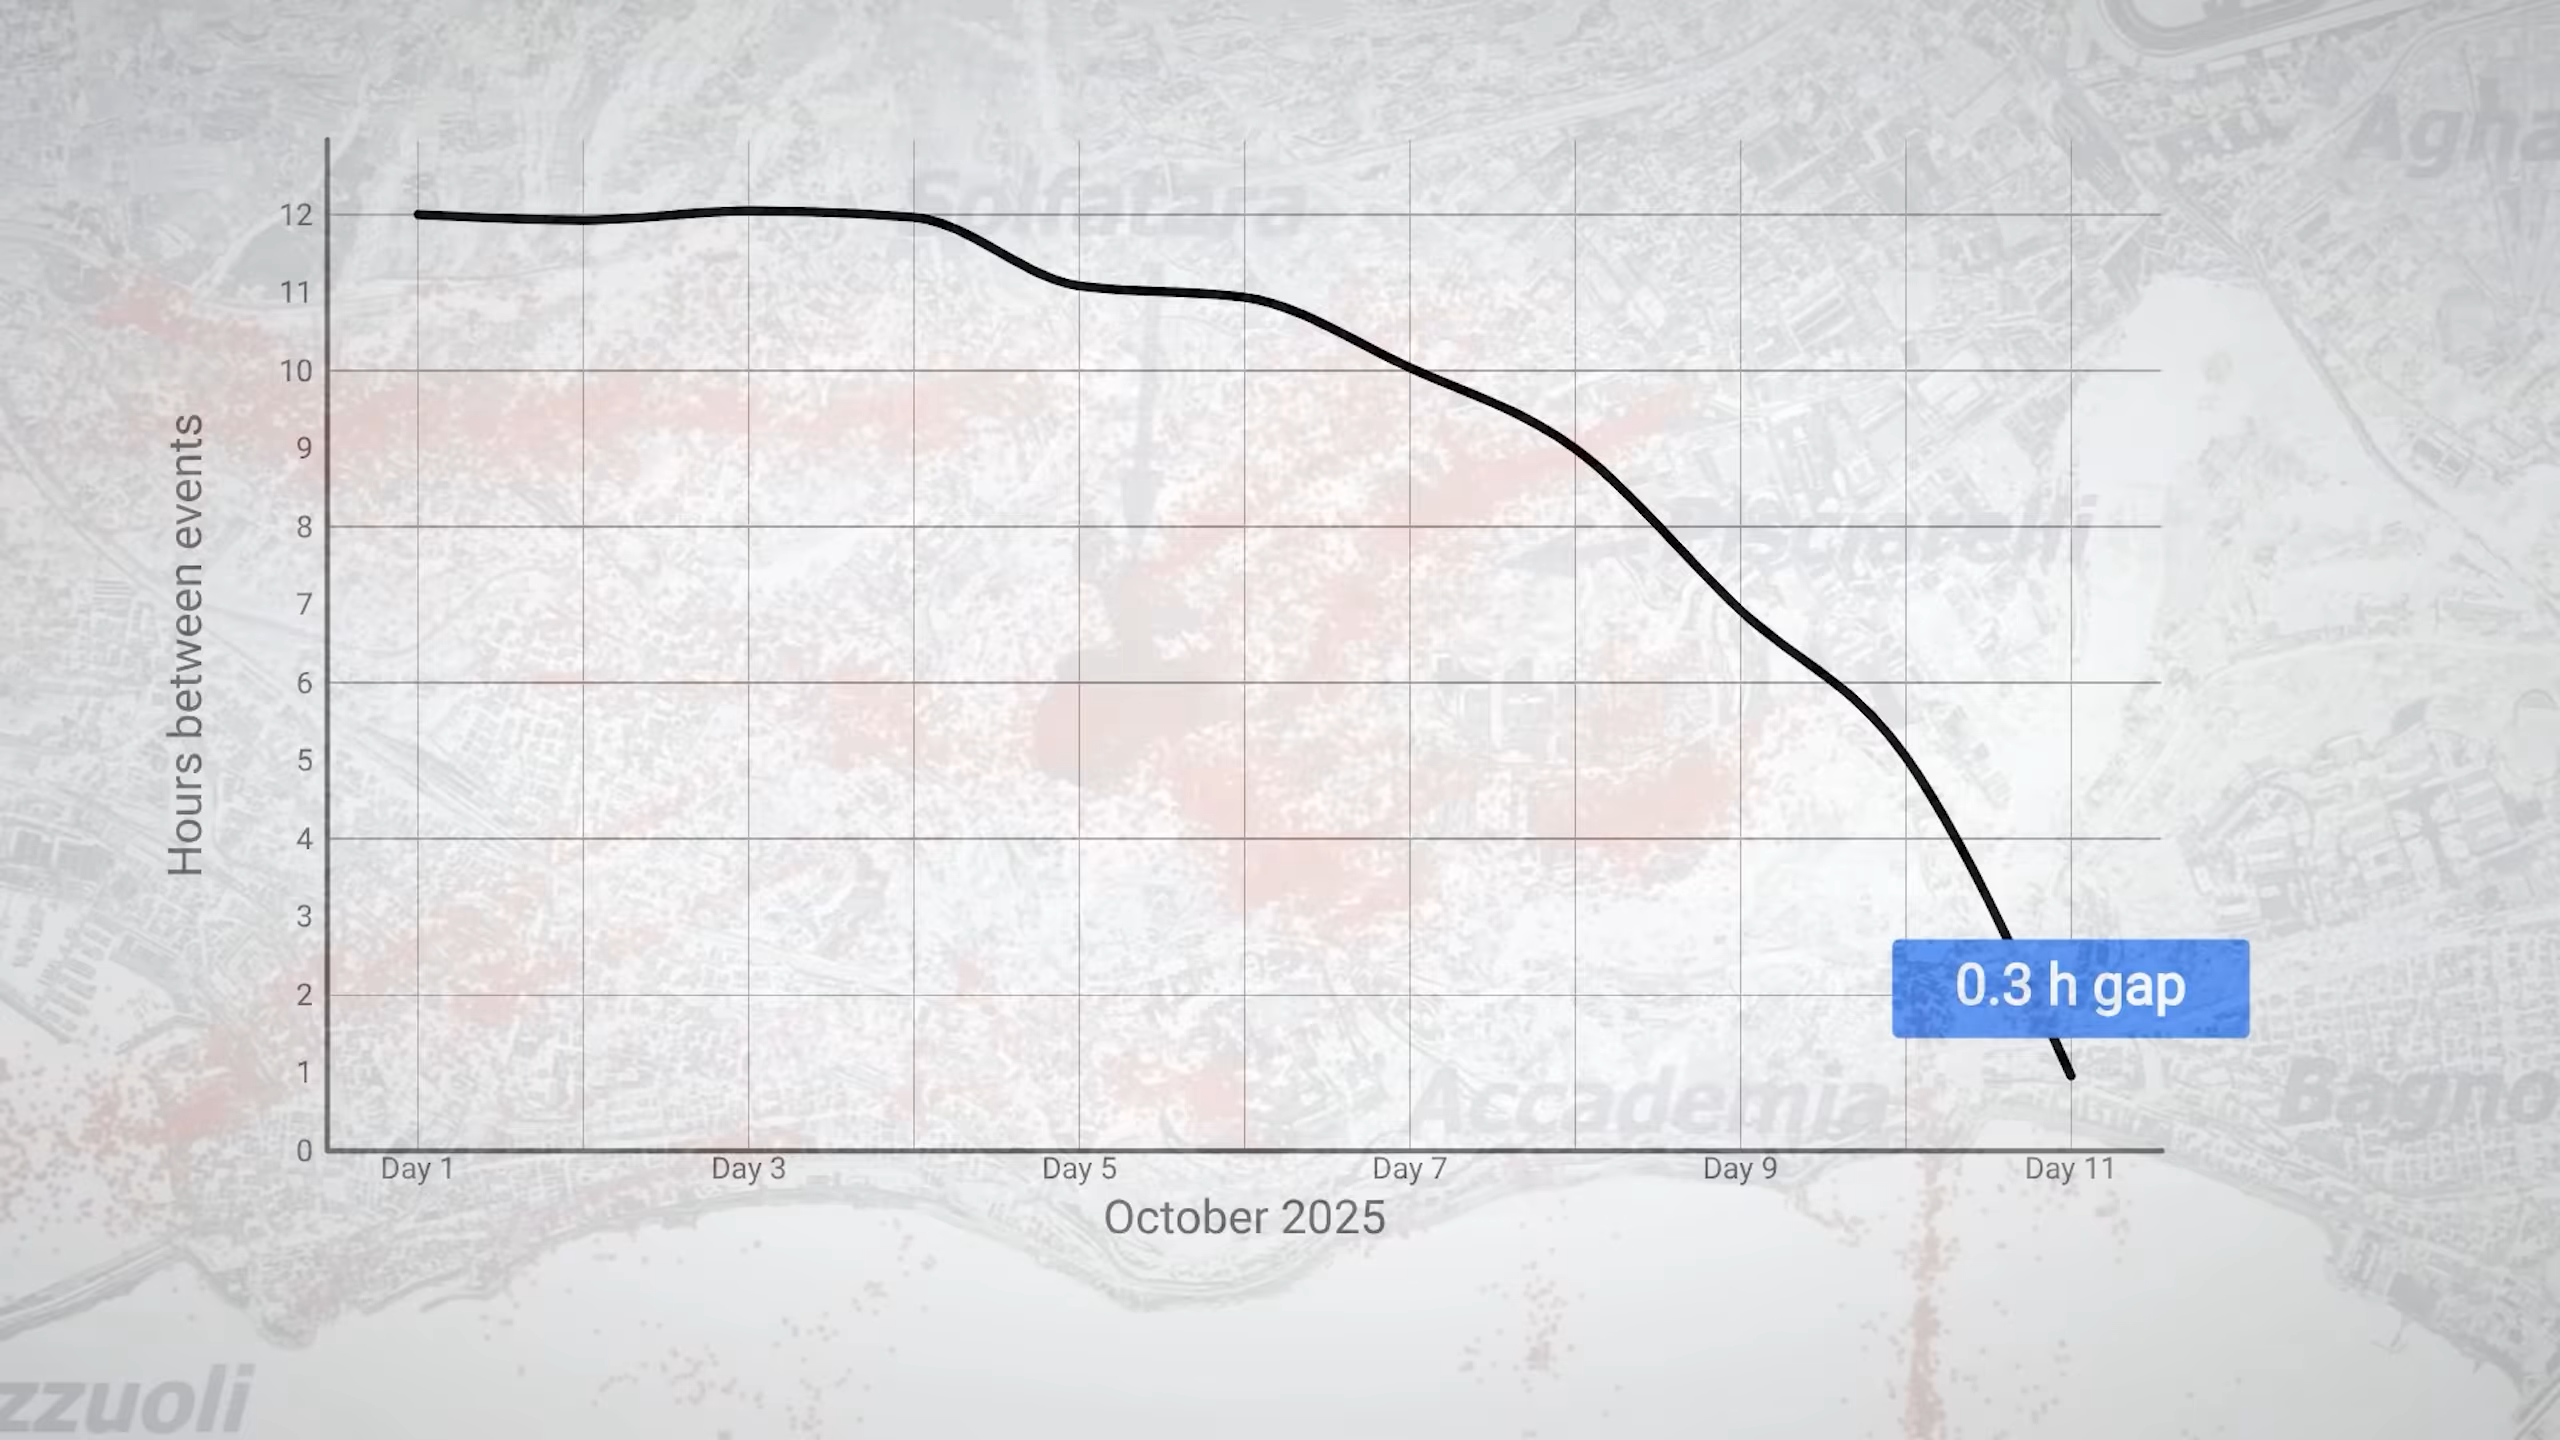 Solfatara
12
11
10
9
8
7
6
5
4
3
2
1
0
Hours between events
0.3 h gap
Accademia
Day 1
Day 3
Day 5
Day 7
Day 9
Day 11
October 2025
zzuoli